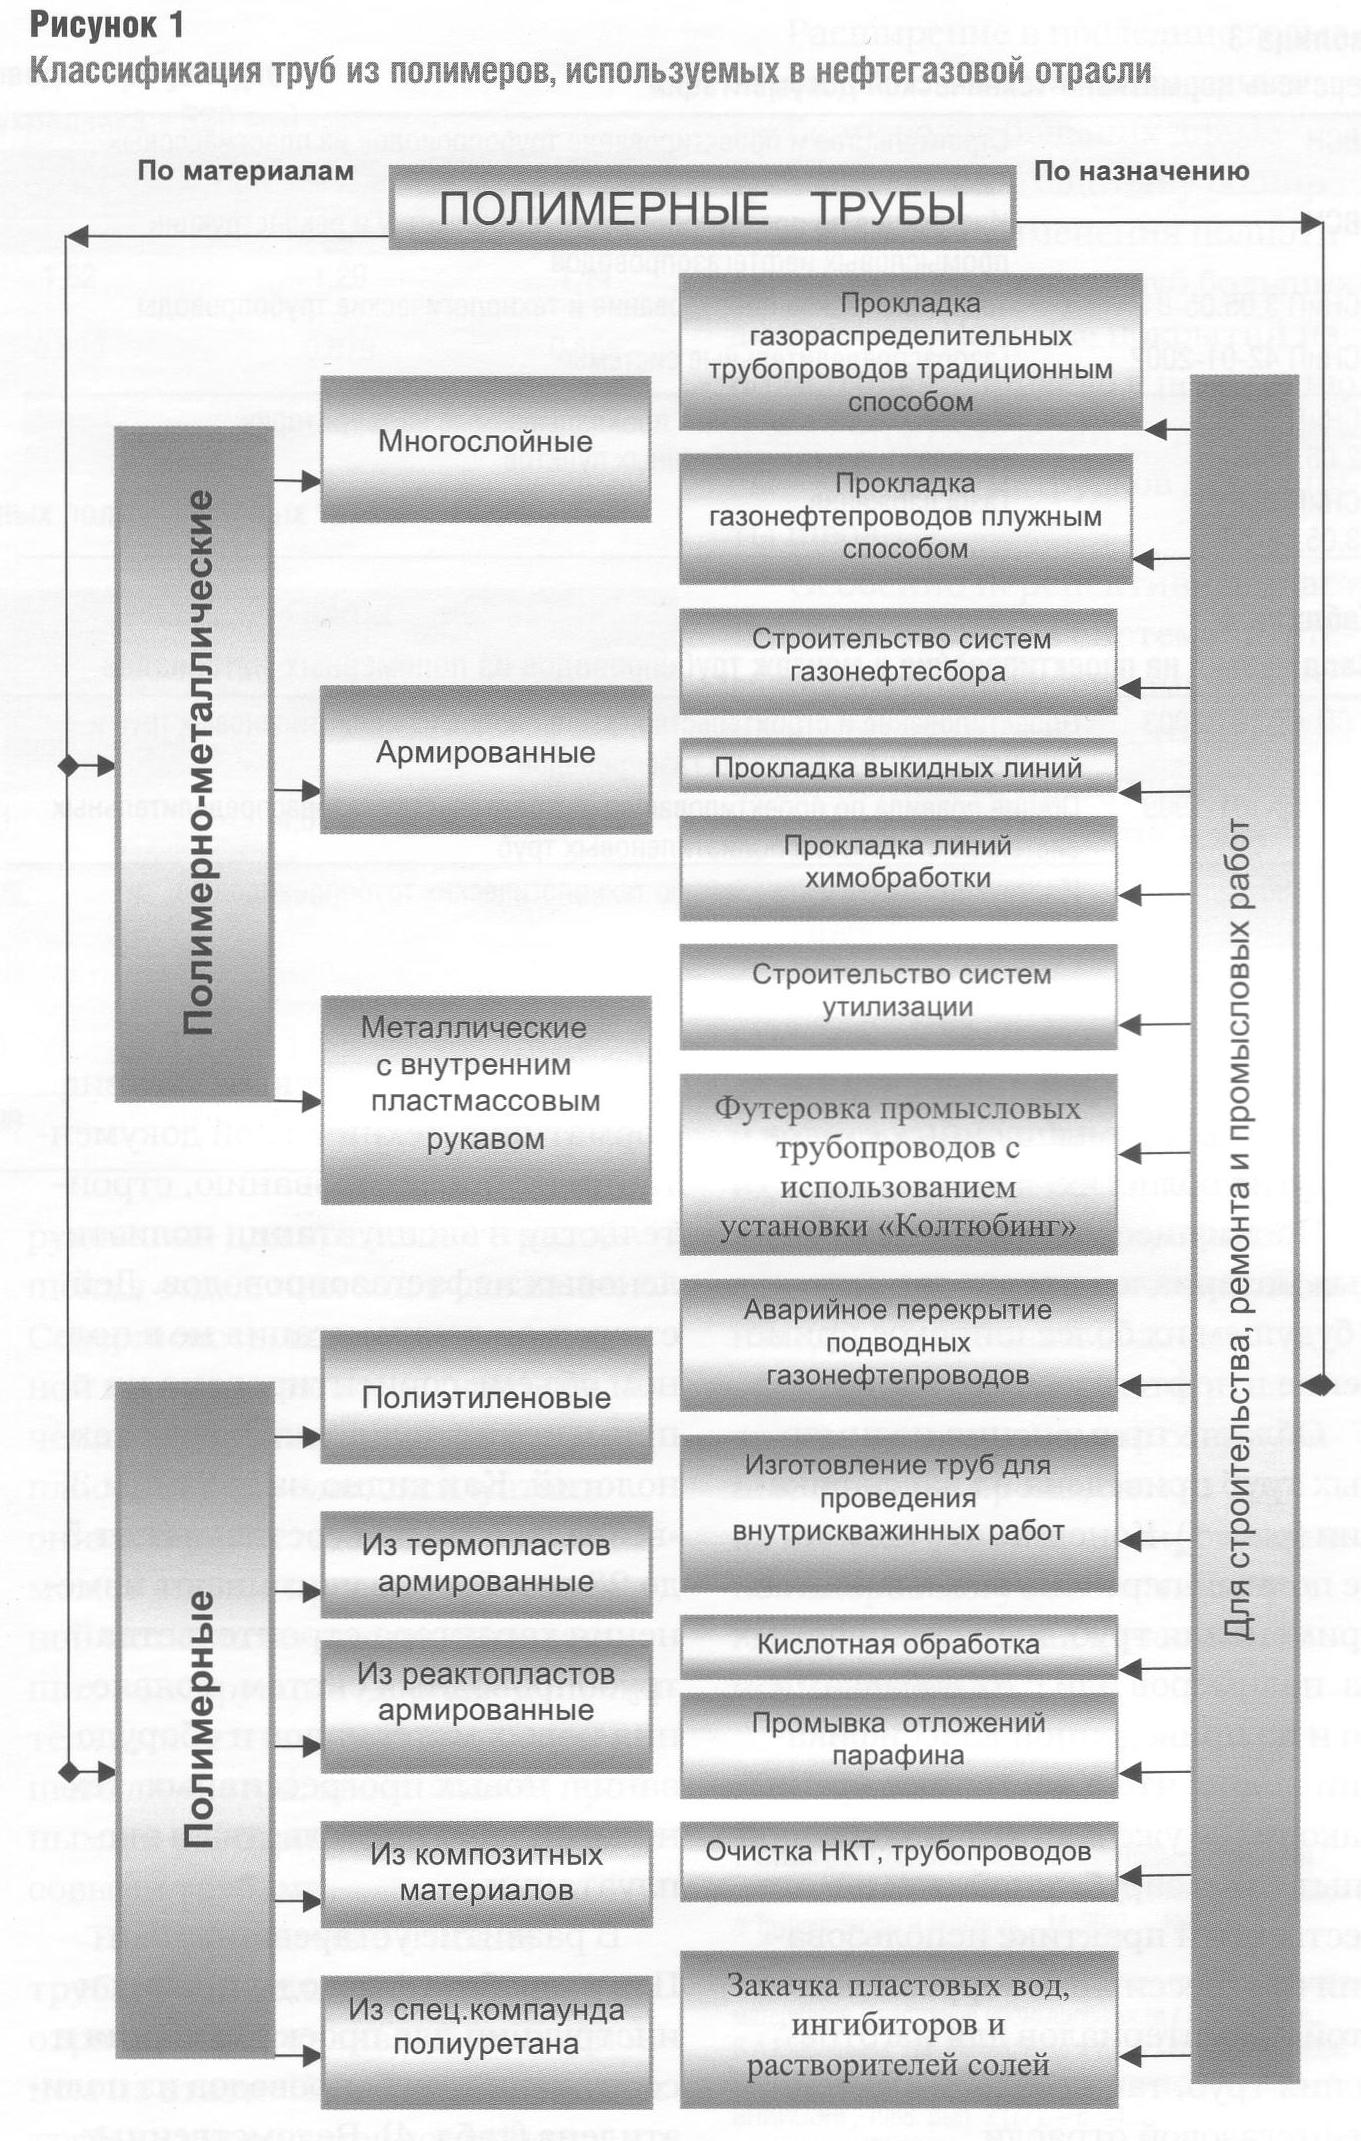 Рисунок 1
Классификация труб из полимеров, используемых в нефтегазовой отрасли
По материалам
ПОЛИМЕРНЫЕ ТРУБЫ
По назначению
Полимерно-металлические
Многослойные
Армированные
Металлические
с внутренним
пластмассовым
рукавом
Полимерные
Полиэтиленовые
Из термопластов
армированные
Из реактопластов
армированные
Из композитных
материалов
Из спец.компаунда
полиуретана
Прокладка
газораспределительных
трубопроводов традиционным
способом
Прокладка
газонефтепроводов плужным
способом
Строительство систем
газонефтесбора
Прокладка выкидных линий
Прокладка линий
химобработки
Строительство систем
утилизации
Футеровка промысловых
трубопроводов с
использованием
установки «Колтюбинг»
Аварийное перекрытие
подводных
газонефтепроводов
Изготовление труб для
проведения
внутрискважинных работ
Кислотная обработка
Промывка отложений
парафина
Очистка НКТ, трубопроводов
Закачка пластовых вод,
ингибиторов и
растворителей солей
Для строительства, ремонта и промысловых работ